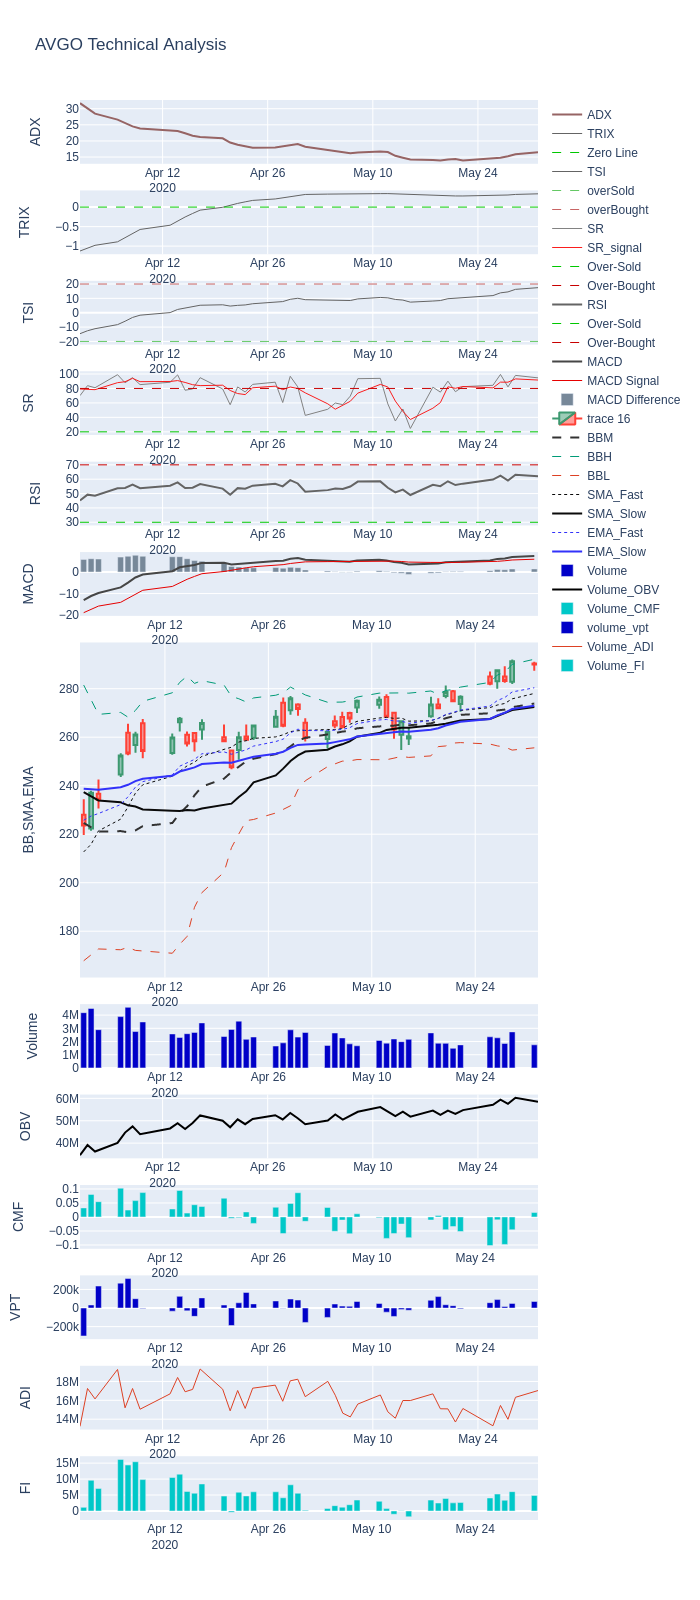 AVGO Technical Analysis
ADX
30
25
20
15
Apr 12
2020
Apr 26
May 10
May 24
TRIX
0
−0.5
−1
Apr 12
2020
Apr 26
May 10
May 24
TSI
20
10
0
−10
−20
Apr 12
2020
Apr 26
May 10
May 24
SR
100
80
60
40
20
Apr 12
2020
Apr 26
May 10
May 24
RSI
70
60
50
40
30
Apr 12
2020
Apr 26
May 10
May 24
MACD
0
−10
−20
Apr 12
2020
Apr 26
May 10
May 24
BB,SMA,EMA
280
260
240
220
200
180
Apr 12
2020
Apr 26
May 10
May 24
Volume
4M
3M
2M
1M
0
Apr 12
2020
Apr 26
May 10
May 24
OBV
60M
50M
40M
Apr 12
2020
Apr 26
May 10
May 24
CMF
0.1
0.05
0
−0.05
−0.1
Apr 12
2020
Apr 26
May 10
May 24
VPT
200k
0
−200k
Apr 12
2020
Apr 26
May 10
May 24
ADI
18M
16M
14M
Apr 12
2020
Apr 26
May 10
May 24
FI
15M
10M
5M
0
Apr 12
2020
Apr 26
May 10
May 24
ADX
TRIX
Zero Line
TSI
overSold
overBought
SR
SR_signal
Over-Sold
Over-Bought
RSI
Over-Sold
Over-Bought
MACD
MACD Signal
MACD Difference
trace 16
BBM
BBH
BBL
SMA_Fast
SMA_Slow
EMA_Fast
EMA_Slow
Volume
Volume_OBV
Volume_CMF
volume_vpt
Volume_ADI
Volume_FI